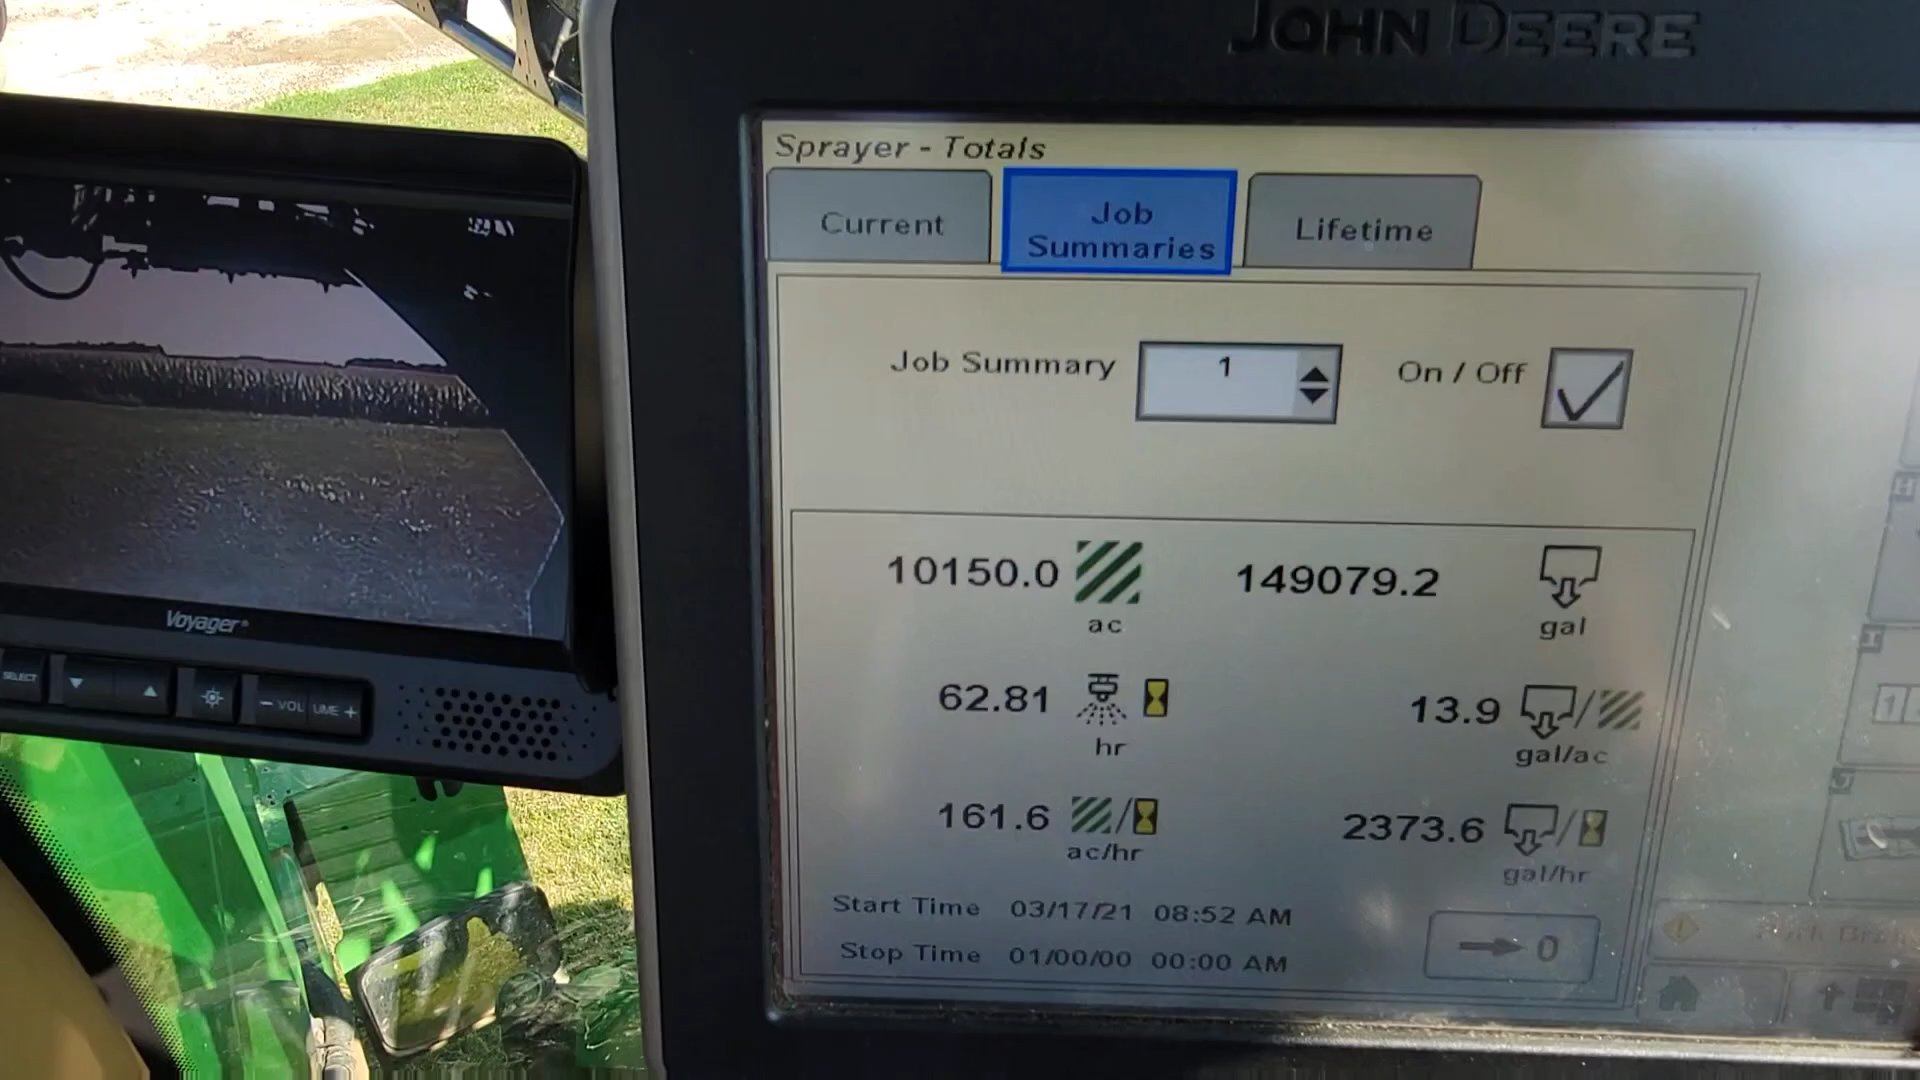 JOHN DEERE
Sprayer - Totals
Current
Job
Summaries
Lifetime
Job Summary 1 On / Off
10150.0 149079.2
ac gal
62.81 13.9 /
hr gal/ac
161.6 / 2373.6 /
ac/hr gal/hr
Start Time 03/17/21 08:52 AM
Stop Time 01/00/00 00:00 AM
0
Voyager
SELECT
- VOL UME +